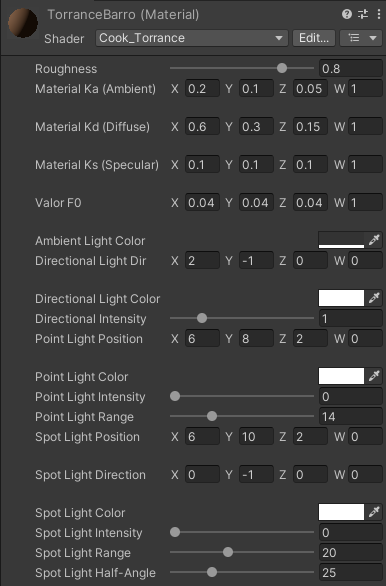 TorranceBarro (Material)
Shader Cook_Torrance Edit...
Roughness 0.8
Material Ka (Ambient) X 0.2 Y 0.1 Z 0.05 W 1
Material Kd (Diffuse) X 0.6 Y 0.3 Z 0.15 W 1
Material Ks (Specular) X 0.1 Y 0.1 Z 0.1 W 1
Valor F0 X 0.04 Y 0.04 Z 0.04 W 1
Ambient Light Color
Directional Light Dir X 2 Y -1 Z 0 W 0
Directional Light Color
Directional Intensity 1
Point Light Position X 6 Y 8 Z 2 W 0
Point Light Color
Point Light Intensity 0
Point Light Range 14
Spot Light Position X 6 Y 10 Z 2 W 0
Spot Light Direction X 0 Y -1 Z 0 W 0
Spot Light Color
Spot Light Intensity 0
Spot Light Range 20
Spot Light Half-Angle 25